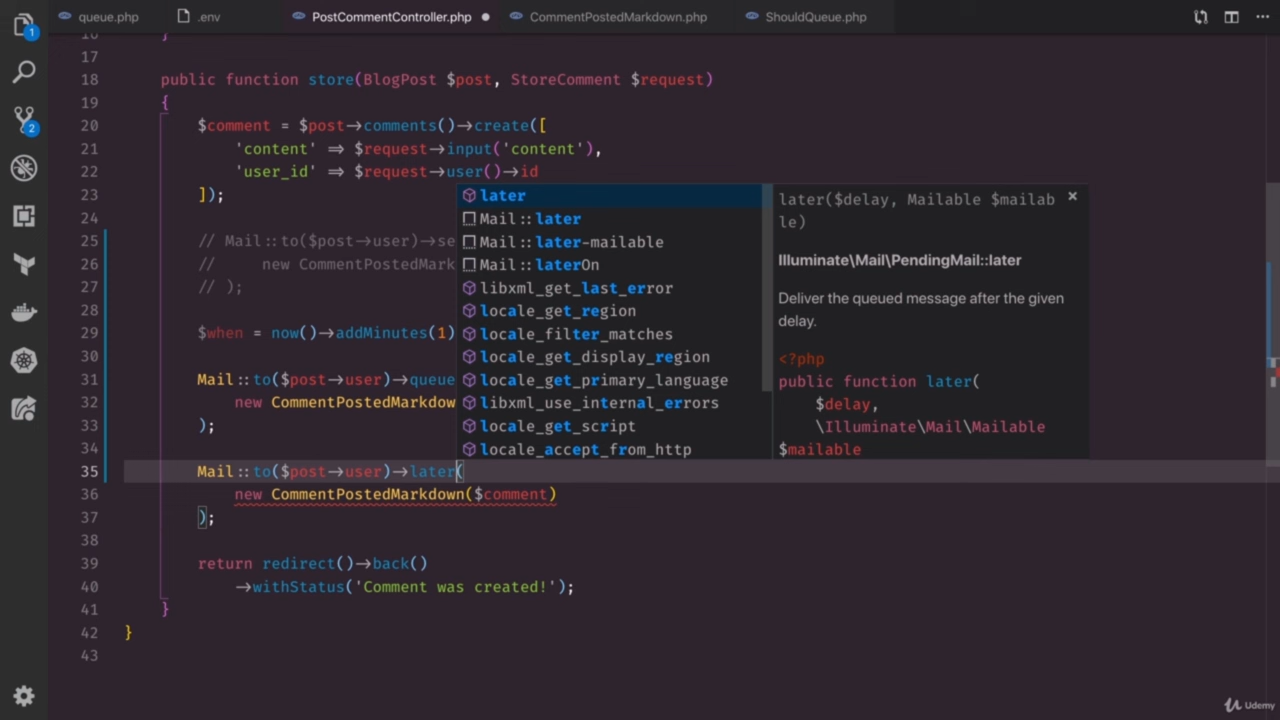 queue.php
.env
PostCommentController.php
CommentPostedMarkdown.php
ShouldQueue.php
1
2
16 }
17
18 public function store(BlogPost $post, StoreComment $request)
19 {
20 $comment = $post→comments()→create([
21 'content' ⇒ $request→input('content'),
22 'user_id' ⇒ $request→user()→id
23 ]);
24
25 // Mail::to($post→user)→se
26 // new CommentPostedMark
27 // );
28
29 $when = now()→addMinutes(1)
30
31 Mail::to($post→user)→queue
32 new CommentPostedMarkdow
33 );
34
35 Mail::to($post→user)→later(
36 new CommentPostedMarkdown($comment)
37 );
38
39 return redirect()→back()
40 →withStatus('Comment was created!');
41 }
42 }
43
later
Mail::later
Mail::later-mailable
Mail::laterOn
libxml_get_last_error
locale_get_region
locale_filter_matches
locale_get_display_region
locale_get_primary_language
libxml_use_internal_errors
locale_get_script
locale_accept_from_http
later($delay, Mailable $mailab
le)
Illuminate\Mail\PendingMail::later
Deliver the queued message after the given
delay.
<?php
public function later(
$delay,
\Illuminate\Mail\Mailable
$mailable
Udemy